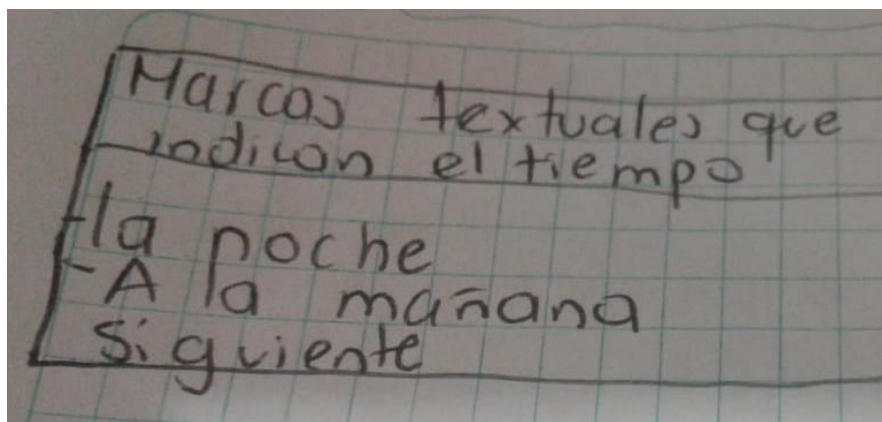 Marcas textuales que
indican el tiempo
-la noche
-A la mañana
siguiente